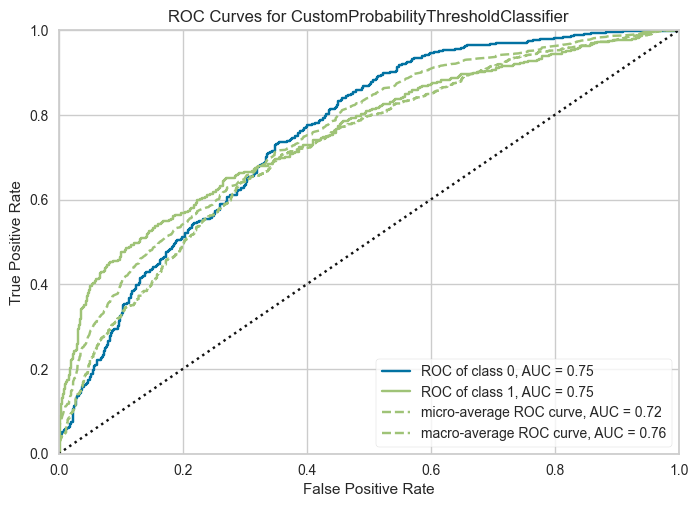 ROC Curves for CustomProbabilityThresholdClassifier
True Positive Rate
1.0
0.8
0.6
0.4
0.2
0.0
ROC of class 0, AUC = 0.75
ROC of class 1, AUC = 0.75
micro-average ROC curve, AUC = 0.72
macro-average ROC curve, AUC = 0.76
0.0 0.2 0.4 0.6 0.8 1.0
False Positive Rate